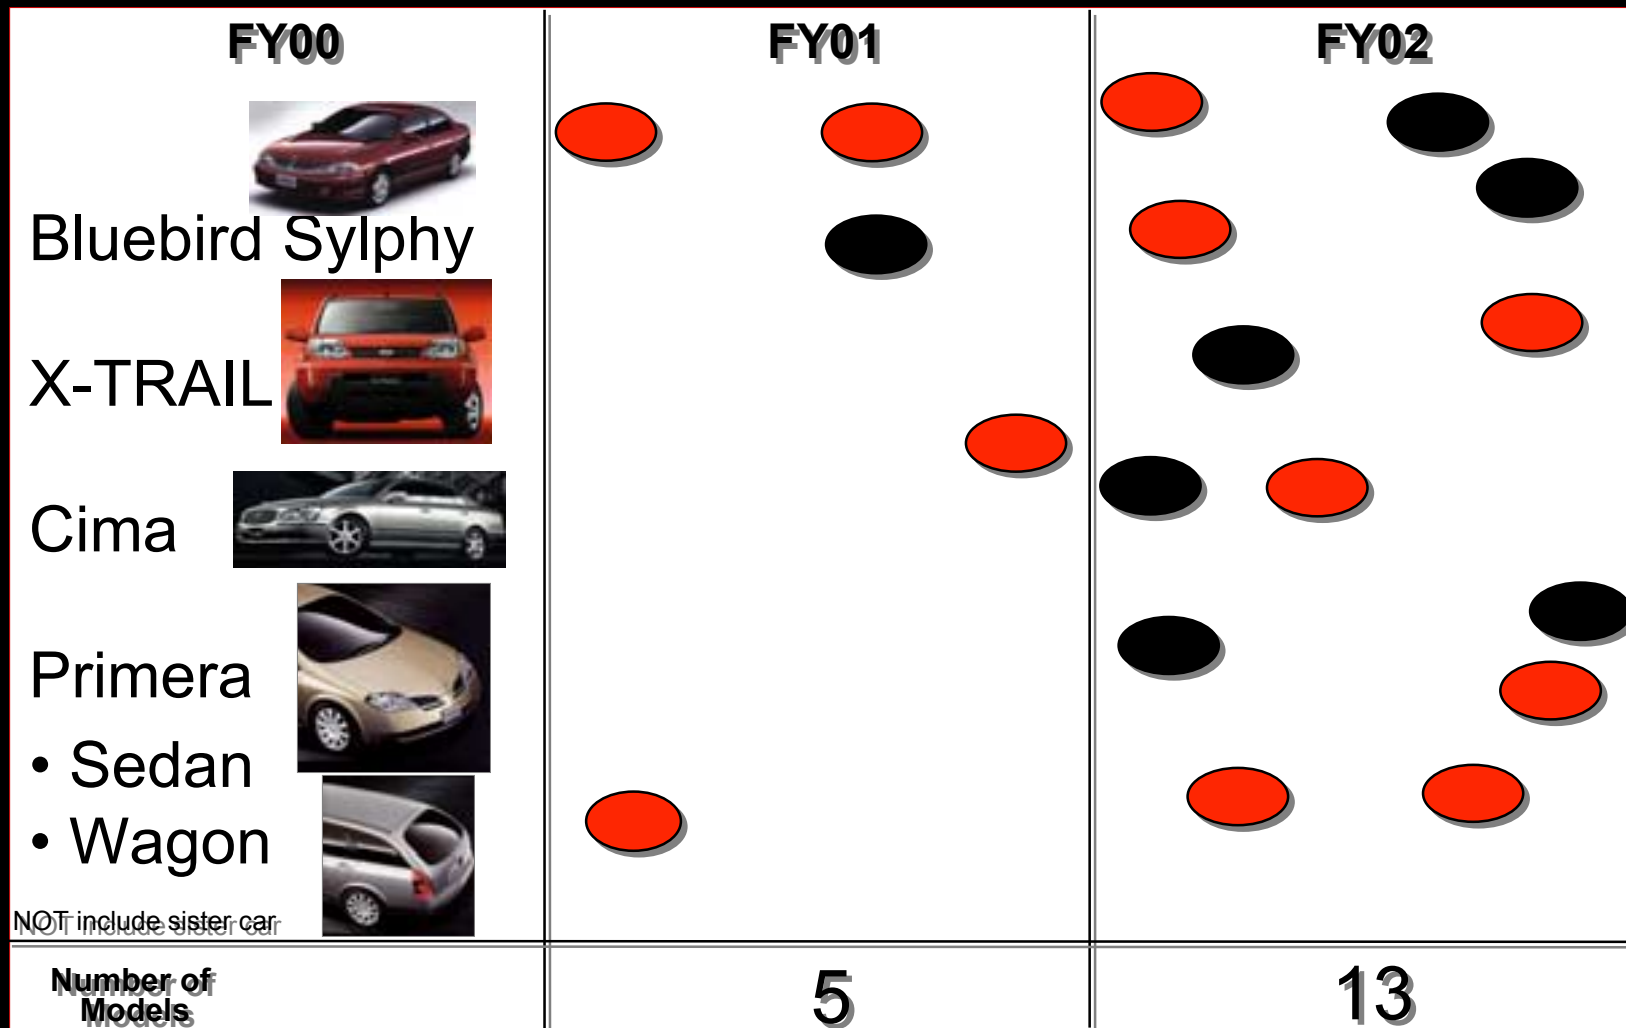 FY00
FY01
FY02
Bluebird Sylphy
X-TRAIL
Cima
Primera
• Sedan
• Wagon
NOT include sister car
Number of
Models
5
13